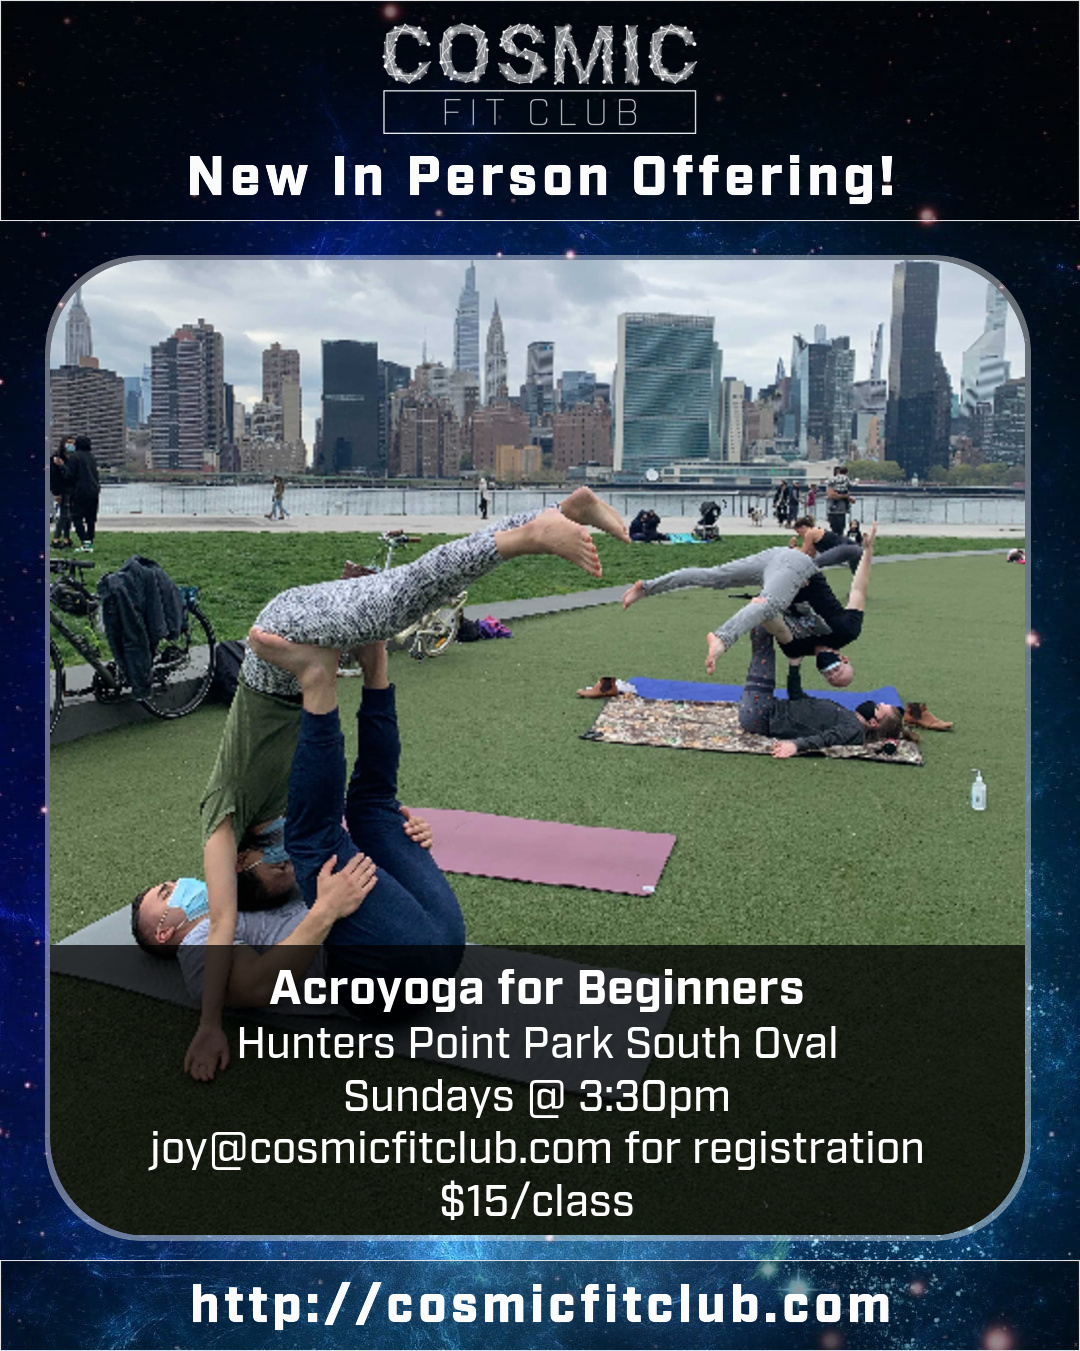 COSMIC
FIT CLUB
New In Person Offering!
Acroyoga for Beginners
Hunters Point Park South Oval
Sundays @ 3:30pm
joy@cosmicfitclub.com for registration
$15/class
http://cosmicfitclub.com